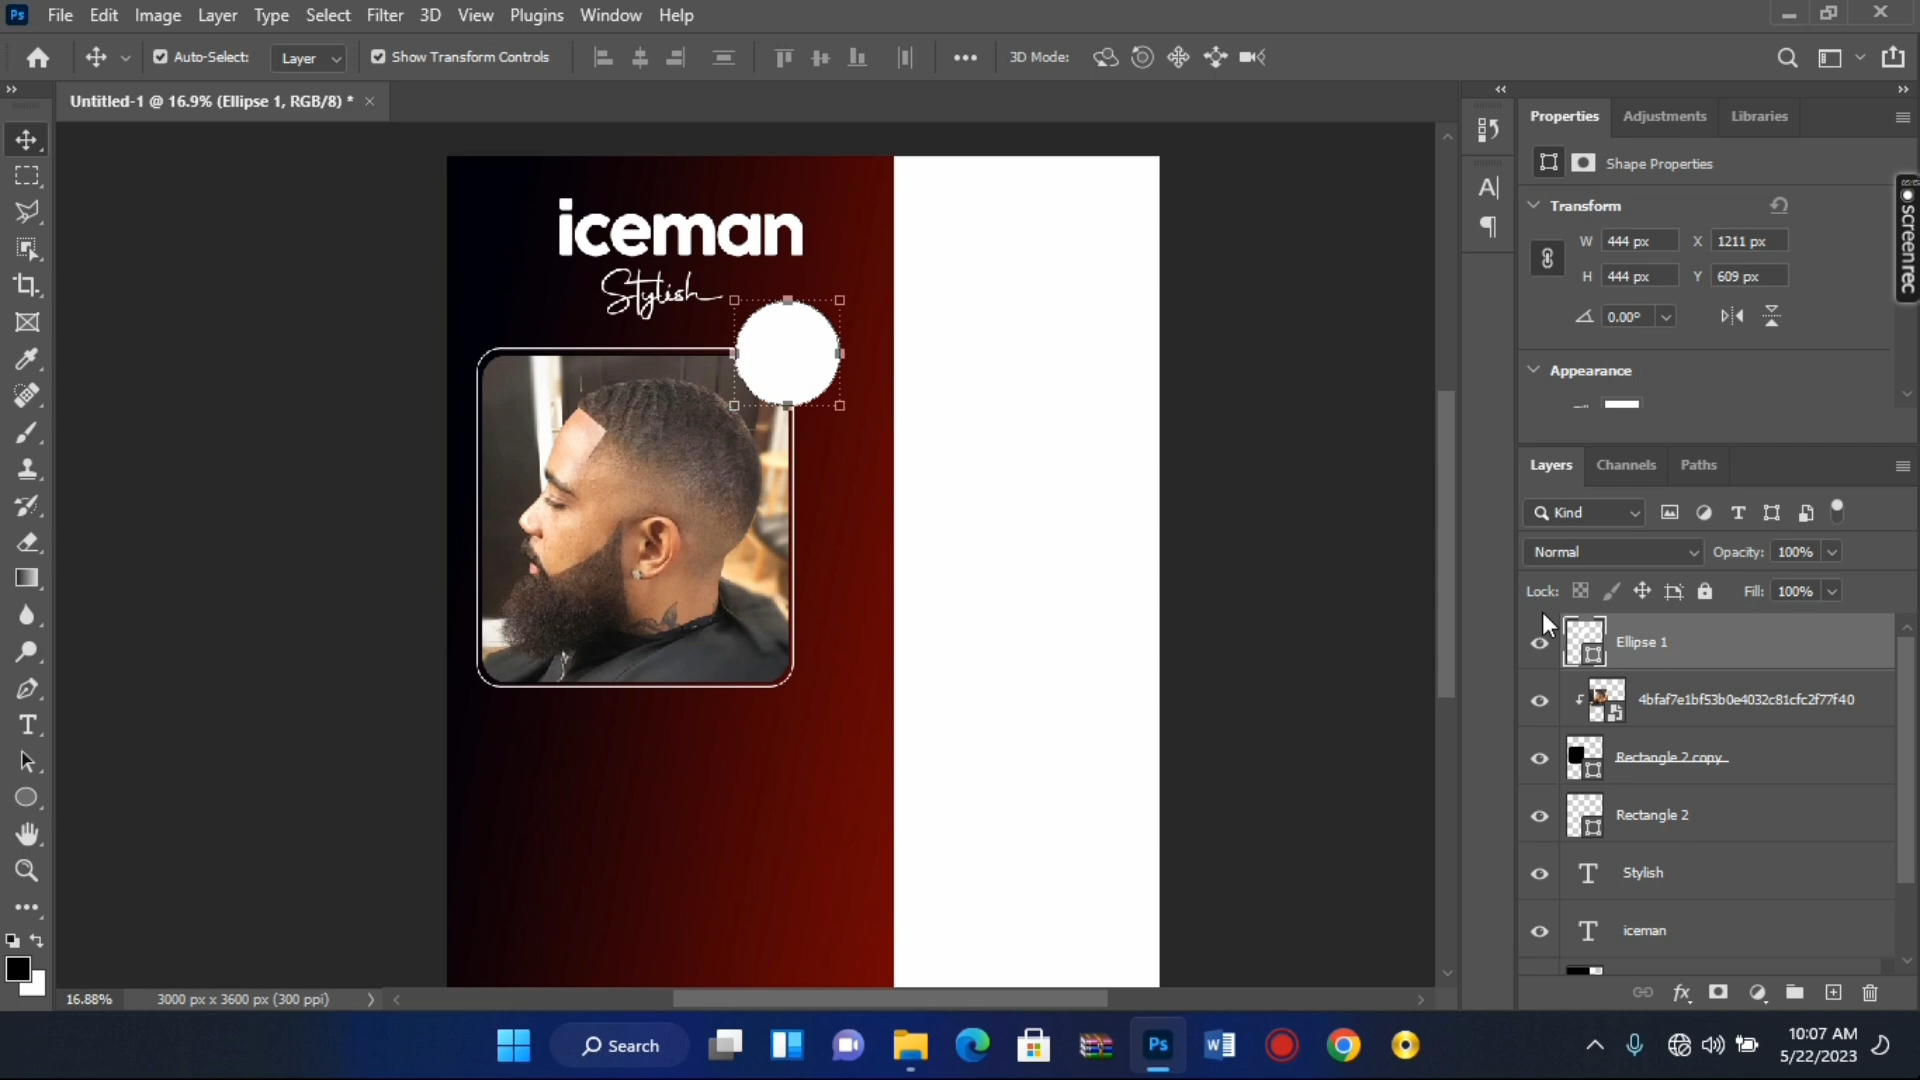 Ps File Edit Image Layer Type Select Filter 3D View Plugins Window Help
Auto-Select: Layer Show Transform Controls 3D Mode:
Untitled-1 @ 16.9% (Ellipse 1, RGB/8) *
iceman
Stylish
Properties Adjustments Libraries
Shape Properties
Transform
W 444 px X 1211 px
H 444 px Y 609 px
0.00°
Appearance
screenrec
Layers Channels Paths
Kind
Normal Opacity: 100%
Lock: Fill: 100%
Ellipse 1
4bfaf7e1bf53b0e4032c81cfc2f77f40
Rectangle 2 copy
Rectangle 2
T Stylish
T iceman
fx
16.88% 3000 px x 3600 px (300 ppi)
Search
Ps
W
10:07 AM
5/22/2023